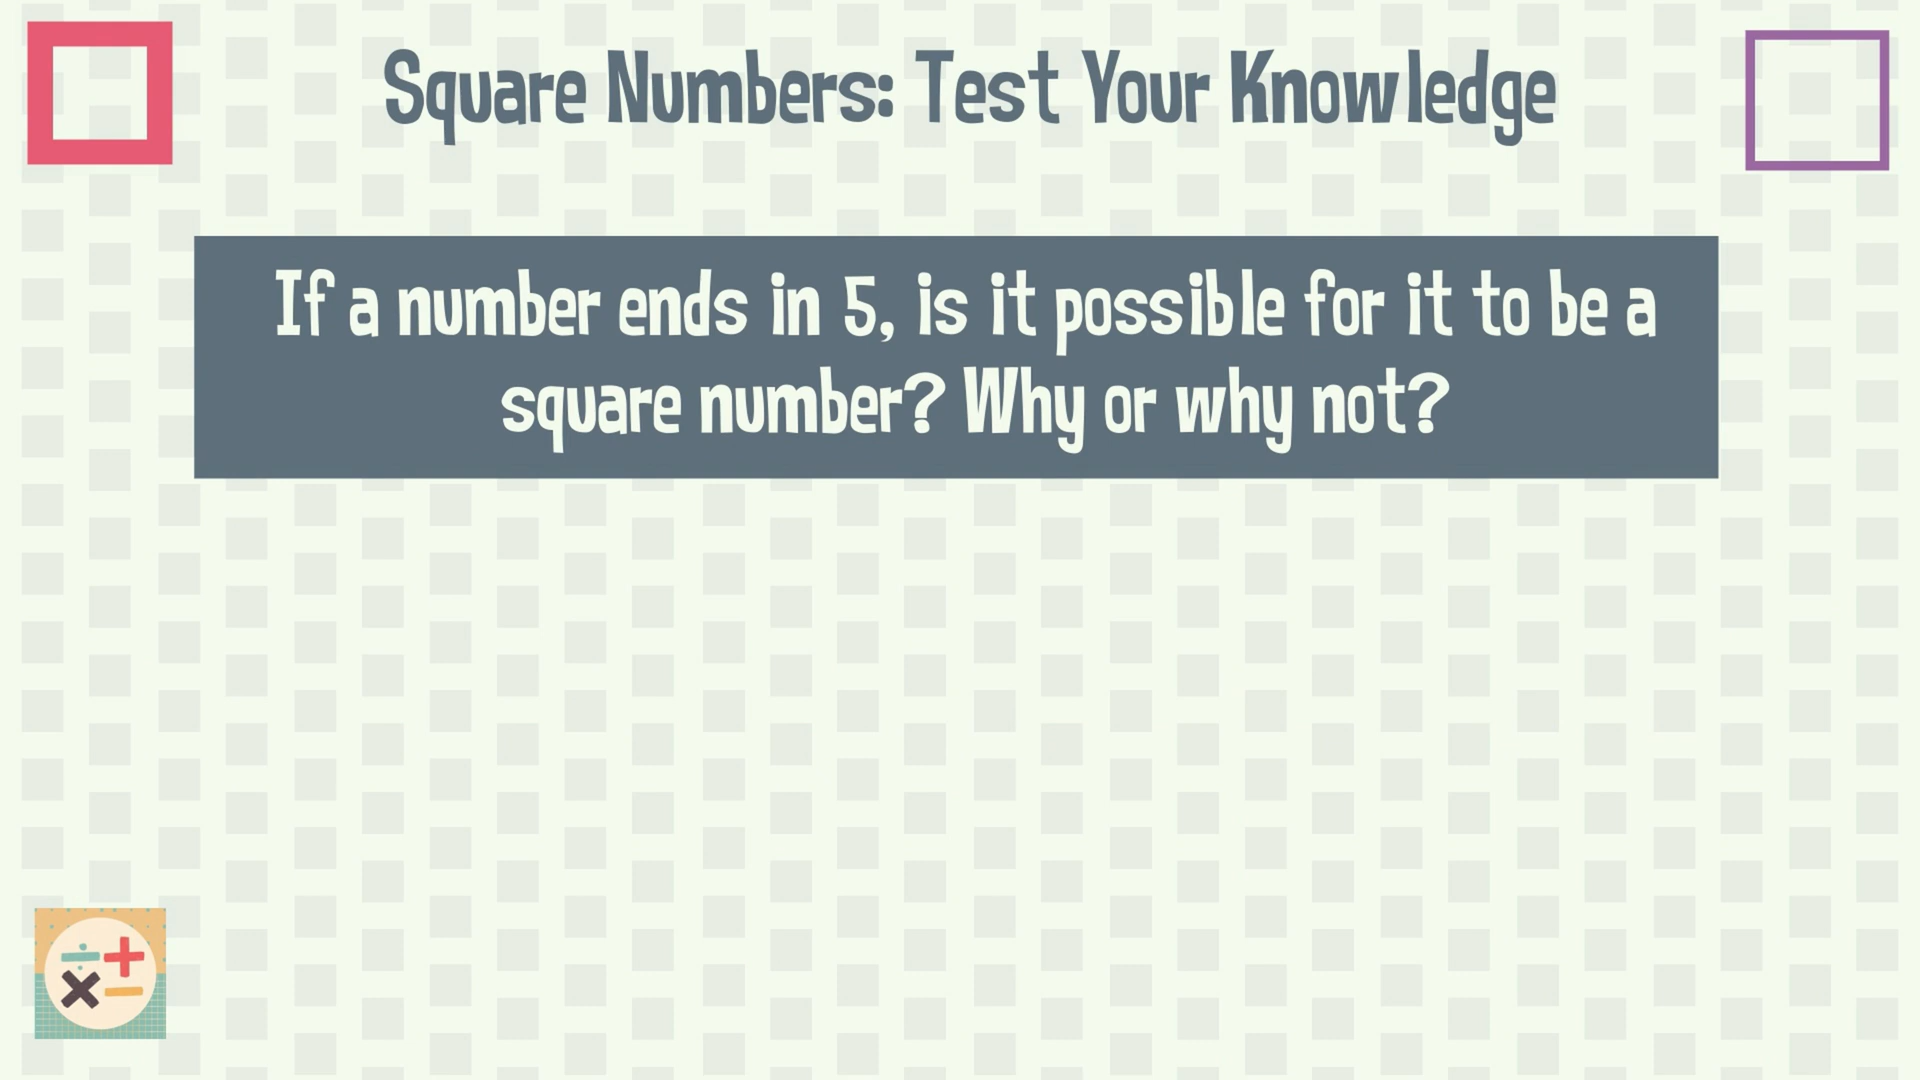 Square Numbers: Test Your Knowledge
If a number ends in 5, is it possible for it to be a
square number? Why or why not?